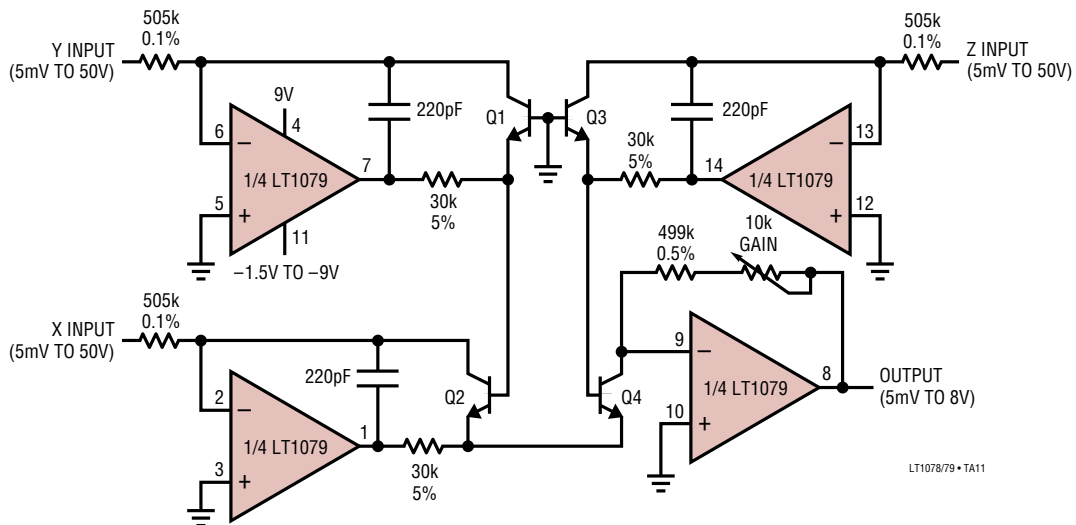 505k
0.1%
Y INPUT
(5mV TO 50V)
505k
0.1%
Z INPUT
(5mV TO 50V)
9V
4
6
−
220pF
Q1
Q3
220pF
13
−
1/4 LT1079
7
30k
5%
30k
5%
14
1/4 LT1079
5
+
11
12
+
−1.5V TO −9V
499k
0.5%
10k
GAIN
505k
0.1%
X INPUT
(5mV TO 50V)
220pF
2
−
Q2
Q4
9
−
1/4 LT1079
1
30k
5%
1/4 LT1079
8
OUTPUT
(5mV TO 8V)
3
+
10
+
LT1078/79 • TA11